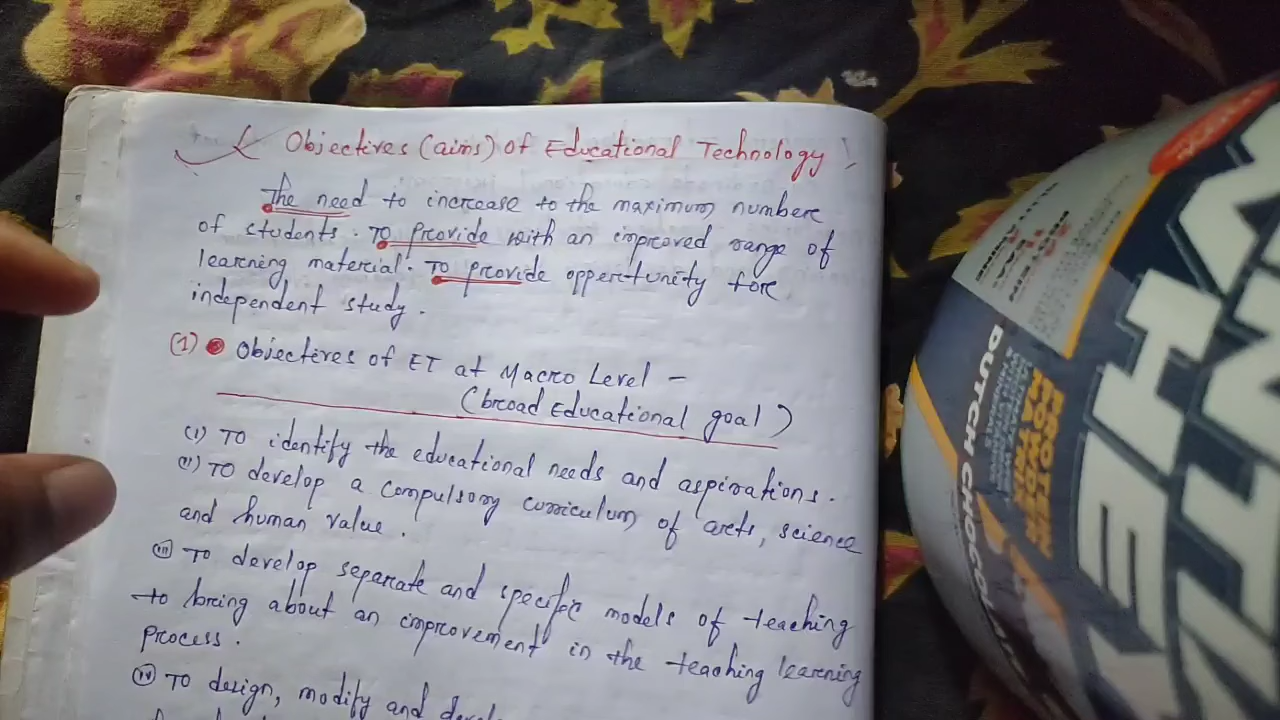 Objectives (aims) of Educational Technology
The need to increase to the maximum number
of students. To provide with an improved range of
learning material. To provide oppertunity for
independent study.
(1) Objectives of ET at Macro Level -
(broad Educational goal)
(i) To identify the educational needs and aspirations.
(ii) To develop a compulsory curriculum of arts, science
and human value.
(iii) To develop separate and specific models of teaching
to bring about an improvement in the teaching learning
process.
(iv) To design, modify and
WHEY
PROTEIN
POWDER
DUTCH CHOCOLA